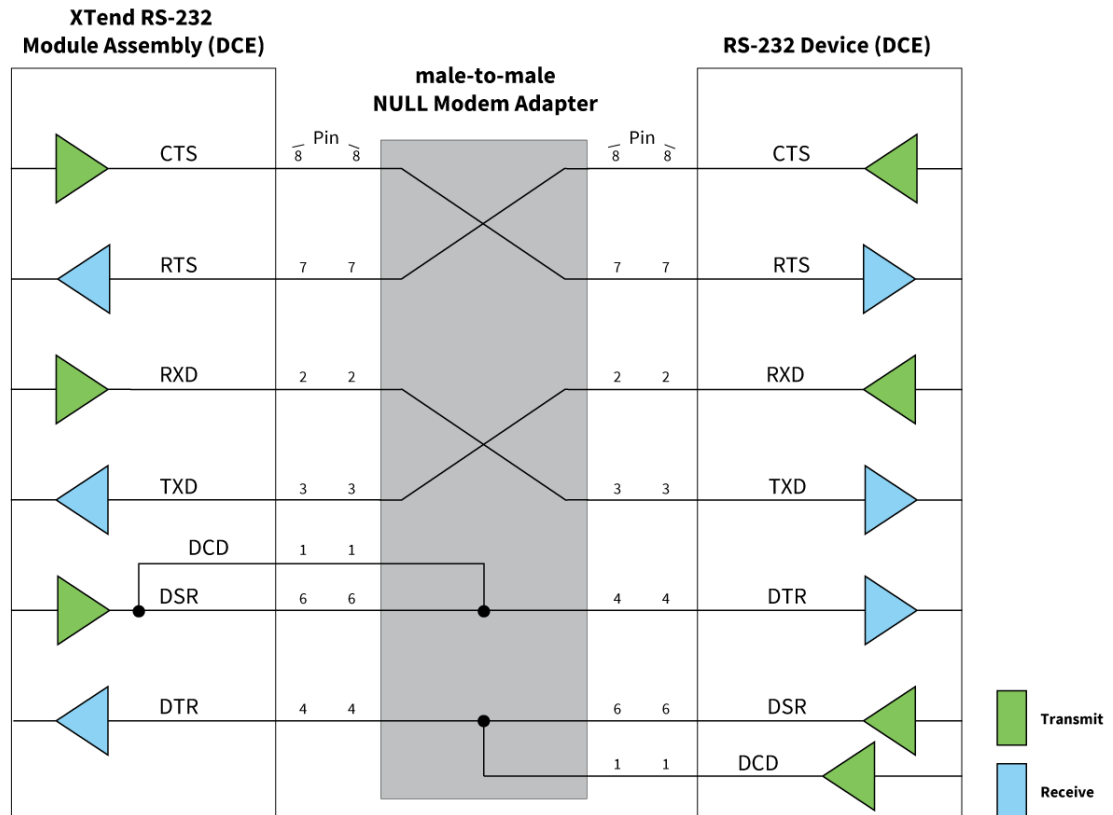 XTend RS-232
Module Assembly (DCE)
RS-232 Device (DCE)
male-to-male
NULL Modem Adapter
Pin
Pin
CTS 8 8 8 8 CTS
RTS 7 7 7 7 RTS
RXD 2 2 2 2 RXD
TXD 3 3 3 3 TXD
DCD 1 1
DSR 6 6 4 4 DTR
DTR 4 4 6 6 DSR
Transmit
1 1 DCD
Receive